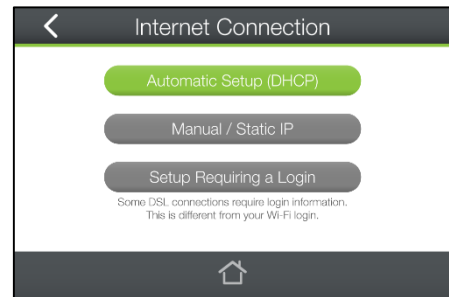 Internet Connection
Automatic Setup (DHCP)
Manual / Static IP
Setup Requiring a Login
Some DSL connections require login information.
This is different from your Wi-Fi login.